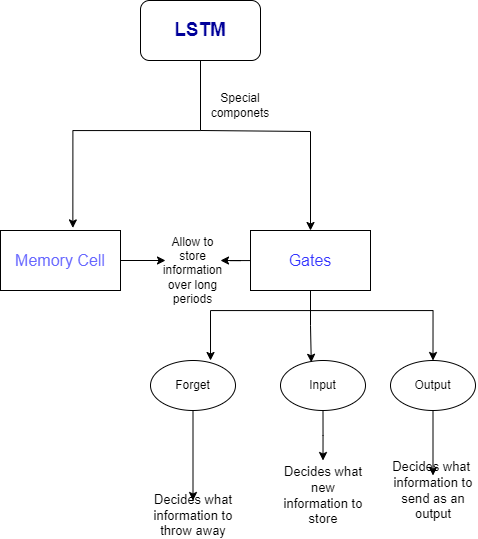 LSTM
Special
componets
Memory Cell
Allow to
store
information
over long
periods
Gates
Forget
Input
Output
Decides what
information to
throw away
Decides what
new
information to
store
Decides what
information to
send as an
output